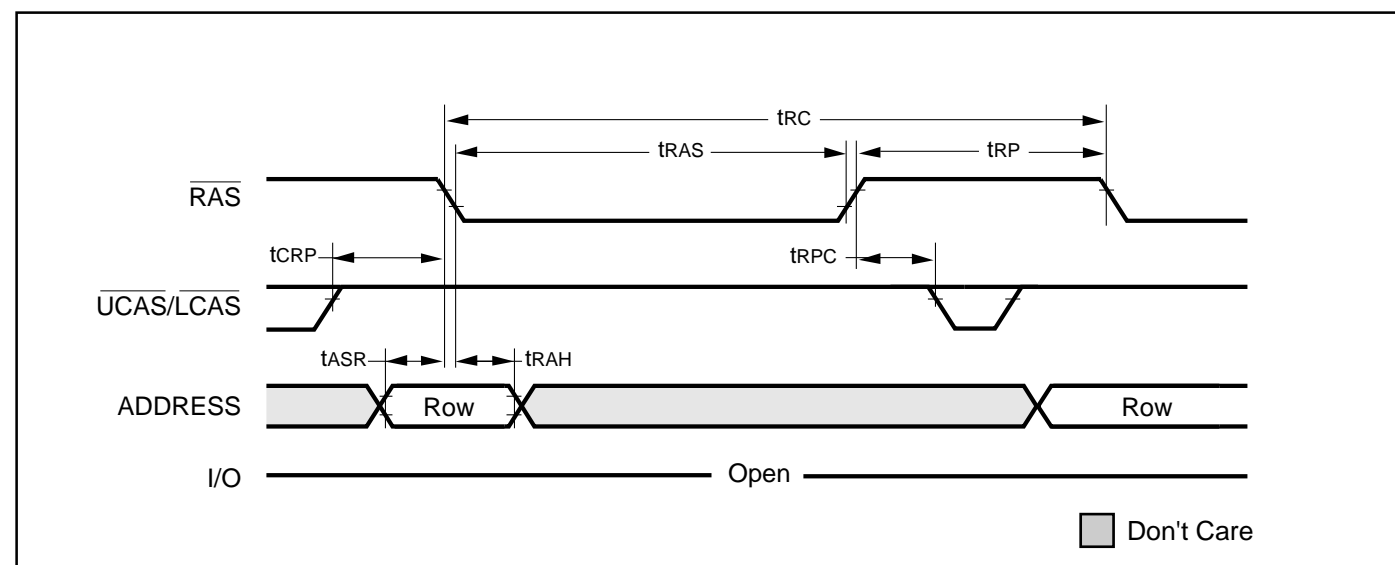 tRC
tRAS
tRP
RAS
tCRP
tRPC
UCAS/LCAS
tASR
tRAH
ADDRESS
Row
Row
I/O
Open
Don't Care